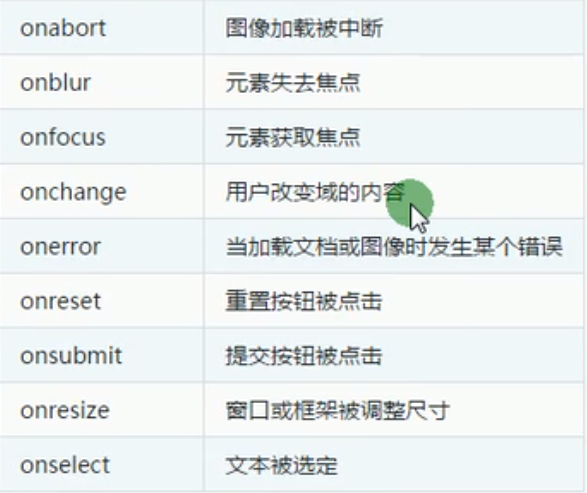 onabort 图像加载被中断
onblur 元素失去焦点
onfocus 元素获取焦点
onchange 用户改变域的内容
onerror 当加载文档或图像时发生某个错误
onreset 重置按钮被点击
onsubmit 提交按钮被点击
onresize 窗口或框架被调整尺寸
onselect 文本被选定